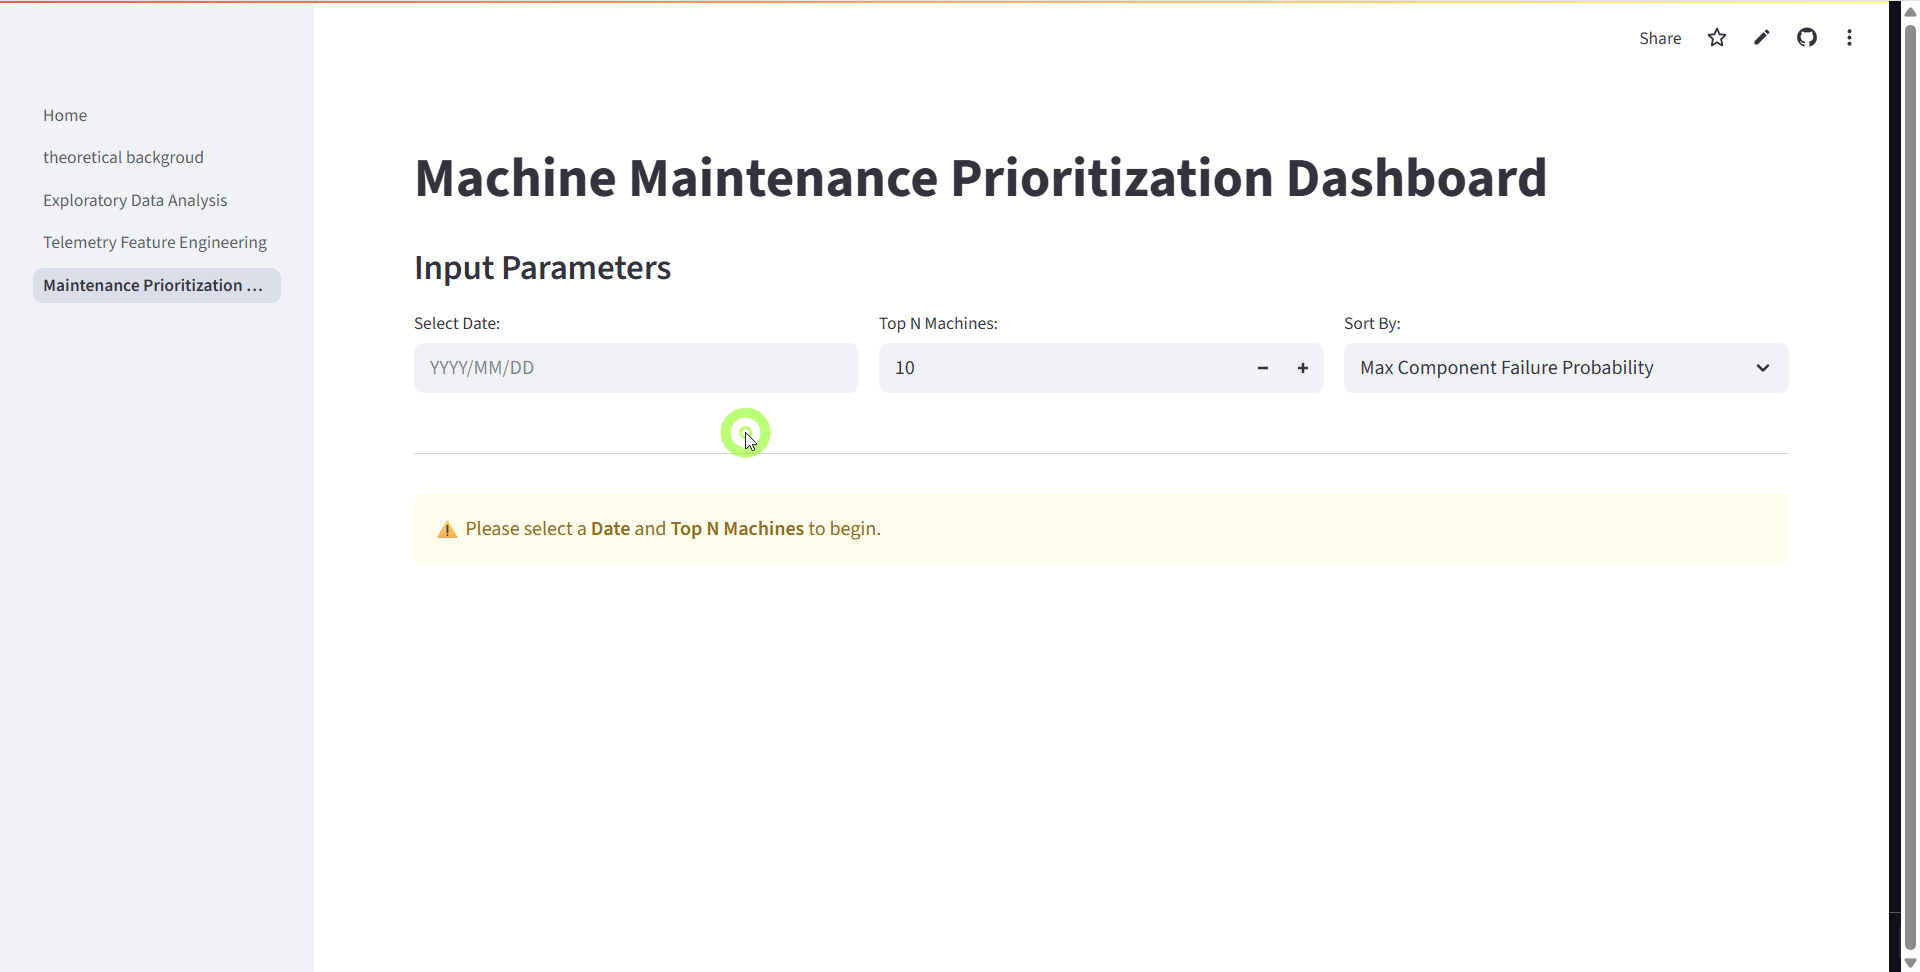 Share
Home
theoretical backgroud
Exploratory Data Analysis
Telemetry Feature Engineering
Maintenance Prioritization ...
Machine Maintenance Prioritization Dashboard
Input Parameters
Select Date:
Top N Machines:
Sort By:
YYYY/MM/DD
10
Max Component Failure Probability
Please select a Date and Top N Machines to begin.